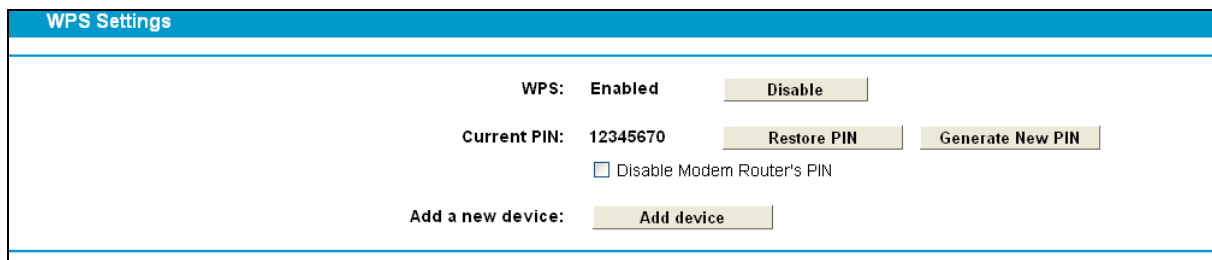 WPS Settings
WPS: Enabled Disable
Current PIN: 12345670 Restore PIN Generate New PIN
Disable Modem Router's PIN
Add a new device: Add device